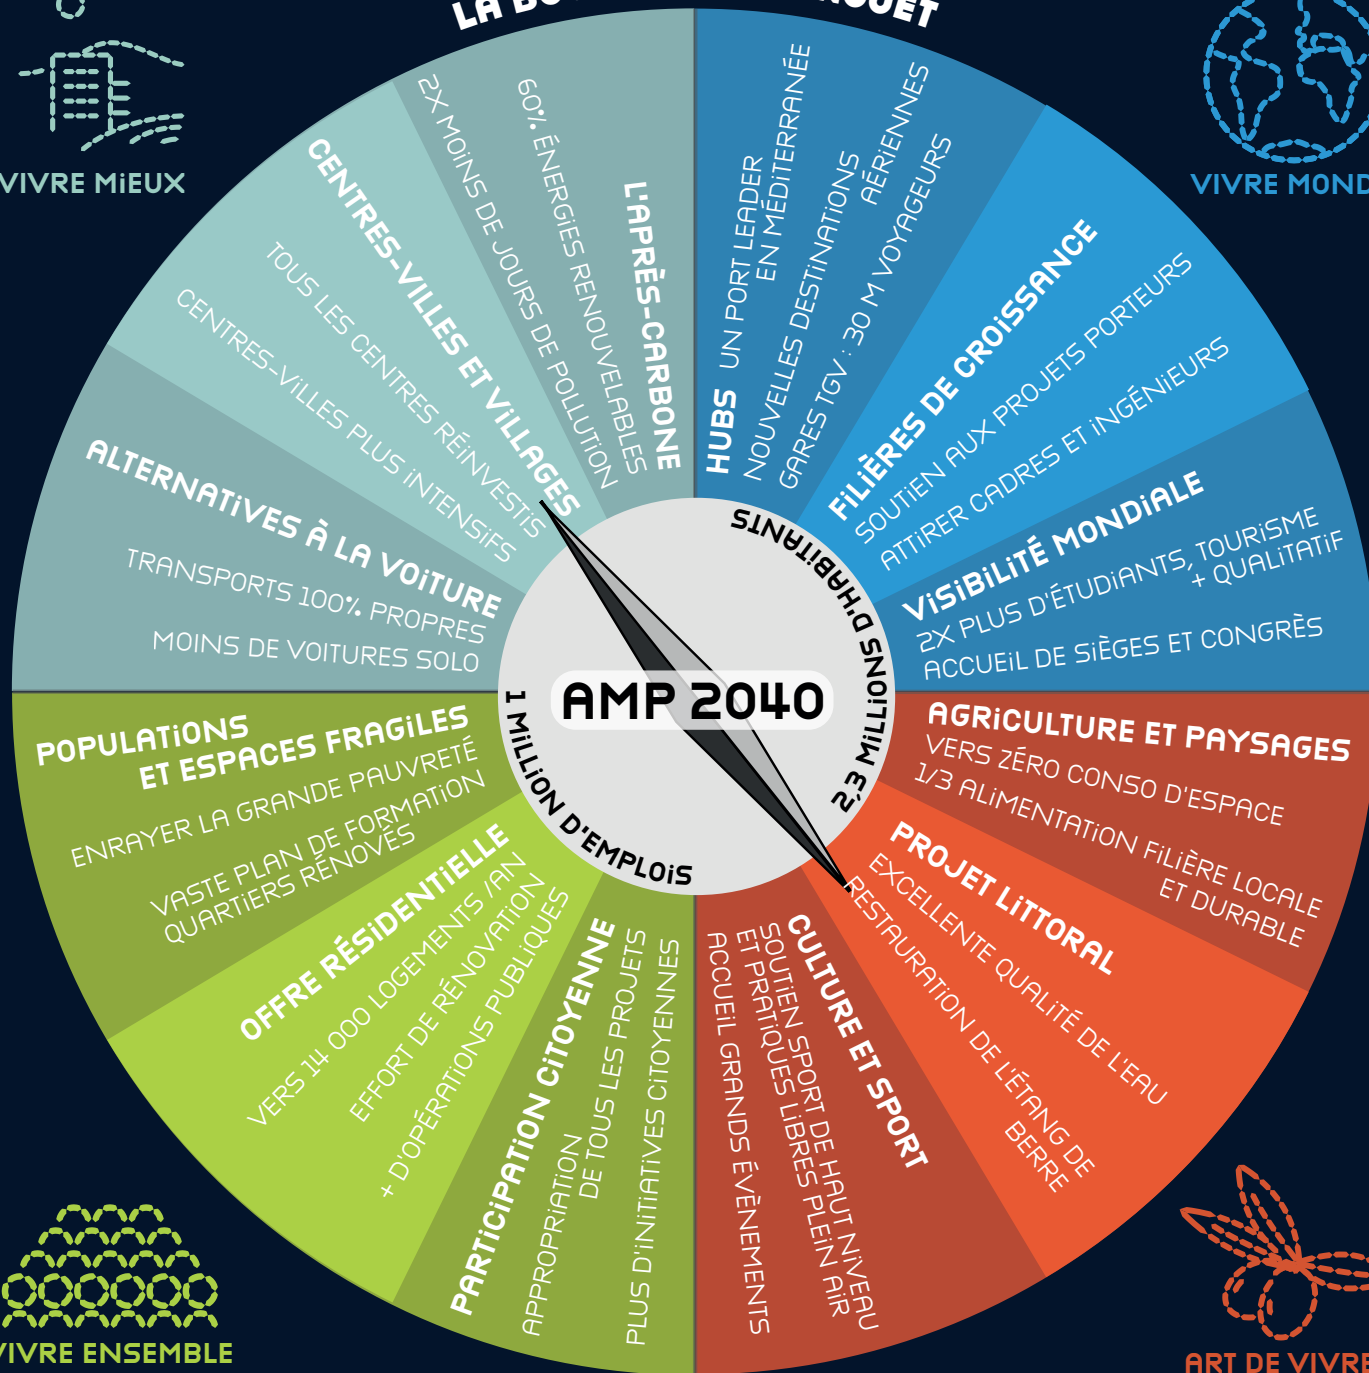 VIVRE MiEUX
VIVRE MOND
L'APRÈS-CARBONE
60% ÉNERGiES RENOUVELABLES
2X MOiNS DE JOURS DE POLLUTiON
CENTRES-ViLLES ET ViLLAGES
TOUS LES CENTRES RÉiNVESTiS
CENTRES-ViLLES PLUS iNTENSiFS
ALTERNATiVES À LA VOiTURE
TRANSPORTS 100% PROPRES
MOINS DE VOITURES SOLO
HUBS
UN PORT LEADER
EN MÉDiTERRANÉE
NOUVELLES DESTiNATiONS
AÉRiENNES
GARES TGV : 30 M VOYAGEURS
FiLiÈRES DE CROiSSANCE
SOUTiEN AUX PROJETS PORTEURS
ATTiRER CADRES ET iNGÉNiEURS
ViSiBiLiTÉ MONDiALE
2X PLUS D'ÉTUDiANTS, TOURiSME
+ QUALiTATiF
ACCUEiL DE SiÈGES ET CONGRÈS
AMP 2040
2,3 MiLLiONS D'HABiTANTS
1 MiLLiON D'EMPLOiS
AGRiCULTURE ET PAYSAGES
VERS ZÉRO CONSO D'ESPACE
1/3 ALiMENTATiON FiLiÈRE LOCALE
ET DURABLE
PROJET LiTTORAL
EXCELLENTE QUALiTÉ DE L'EAU
RESTAURATiON DE L'ÉTANG DE
BERRE
CULTURE ET SPORT
SOUTiEN SPORT DE HAUT NiVEAU
ET PRATiQUES LiBRES PLEiN AiR
ACCUEiL GRANDS ÉVÈNEMENTS
POPULATiONS
ET ESPACES FRAGiLES
ENRAYER LA GRANDE PAUVRETÉ
VASTE PLAN DE FORMATiON
QUARTiERS RÉNOVÉS
OFFRE RÉSiDENTiELLE
VERS 14 000 LOGEMENTS /AN
EFFORT DE RÉNOVATiON
+ D'OPÉRATiONS PUBLiQUES
PARTiCiPATiON CiTOYENNE
APPROPRiATiON
DE TOUS LES PROJETS
PLUS D'iNiTiATiVES CiTOYENNES
VIVRE ENSEMBLE
ART DE VIVRE